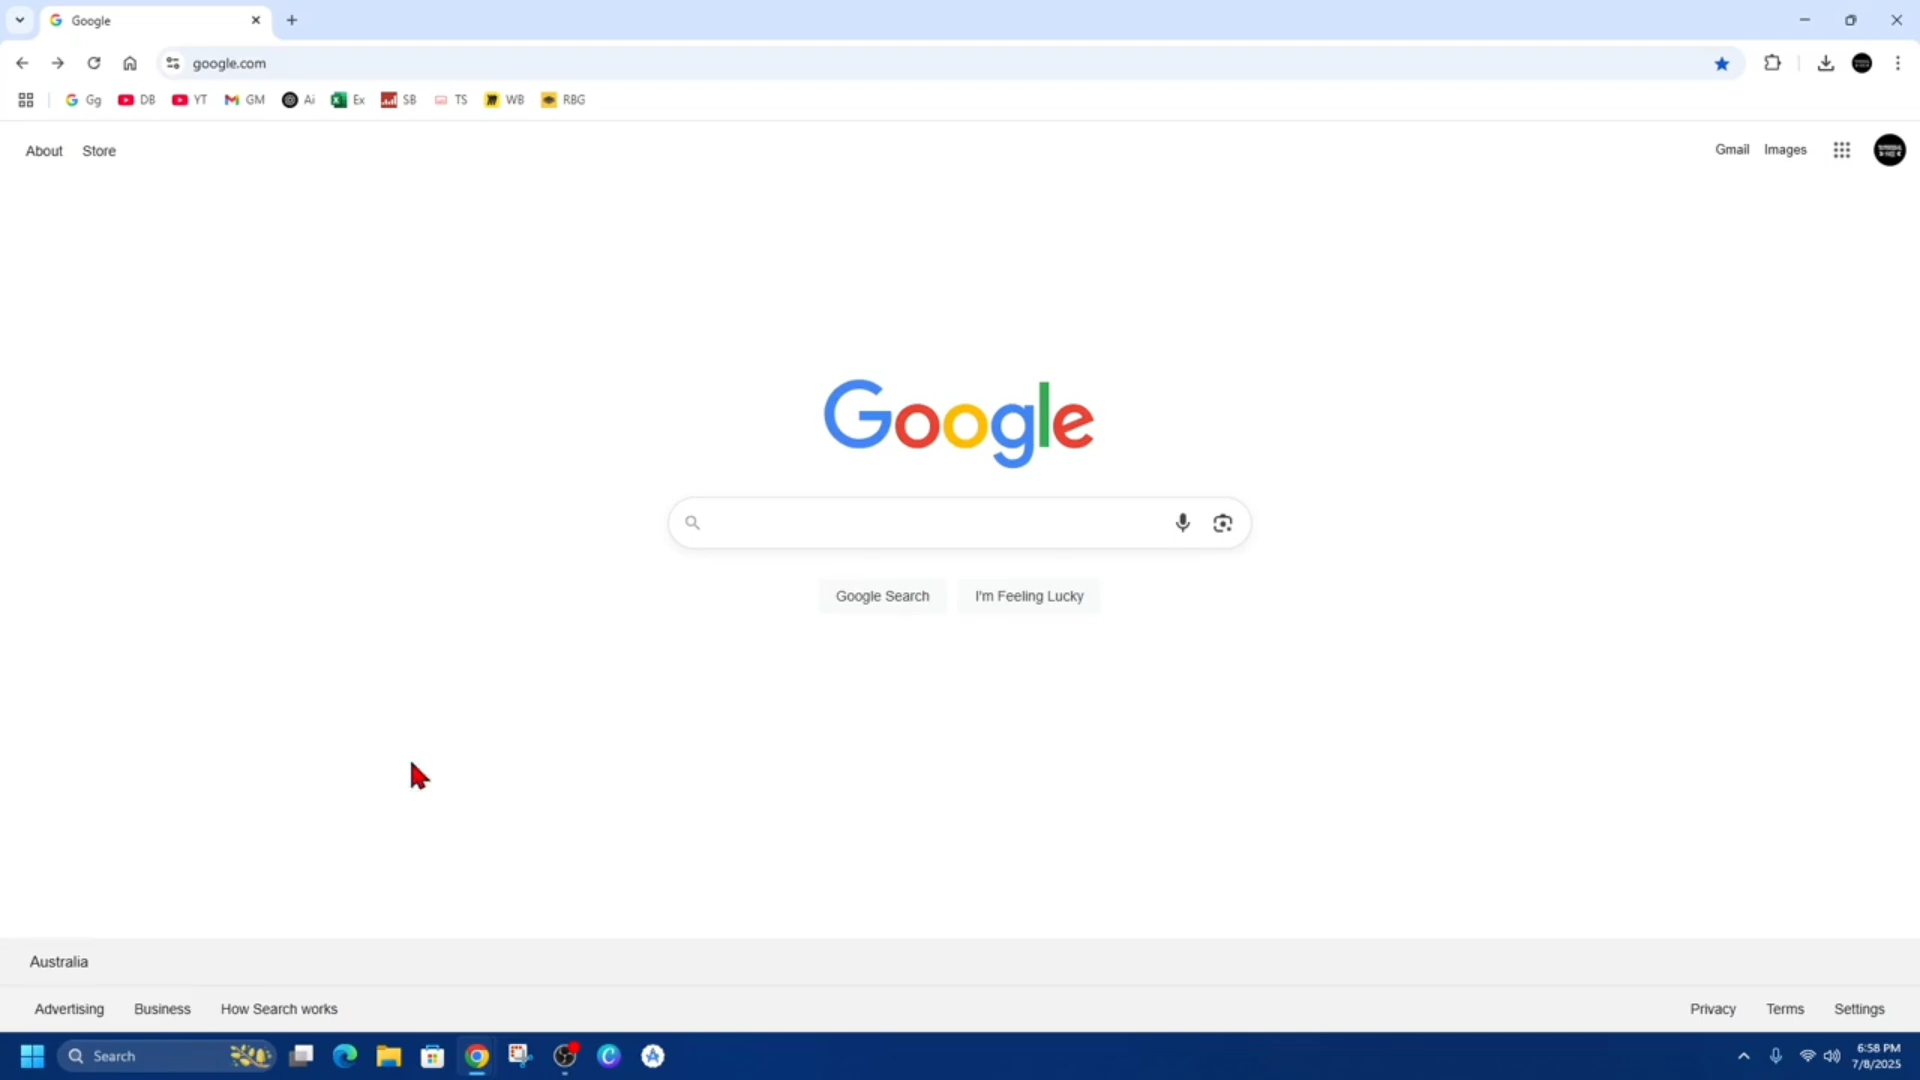 Google
google.com
Gg DB YT GM Ai Ex SB TS WB RBG
About Store
Gmail Images
Google
Google Search I'm Feeling Lucky
Australia
Advertising Business How Search works
Privacy Terms Settings
Search
6:58 PM
7/8/2025